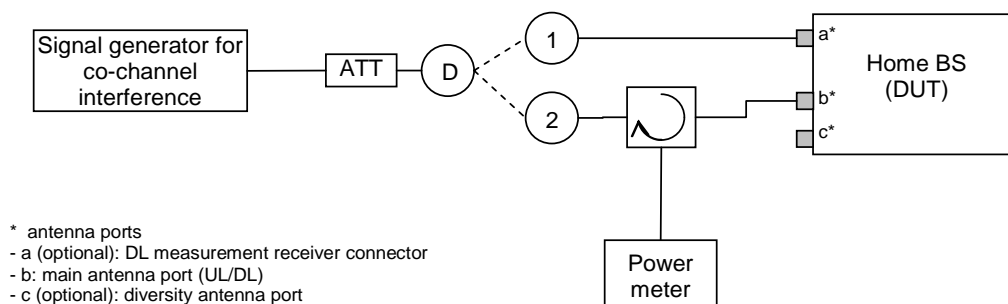 Signal generator for
co-channel
interference
ATT
D
1
2
a*
b*
c*
Home BS
(DUT)
Power
meter
* antenna ports
- a (optional): DL measurement receiver connector
- b: main antenna port (UL/DL)
- c (optional): diversity antenna port